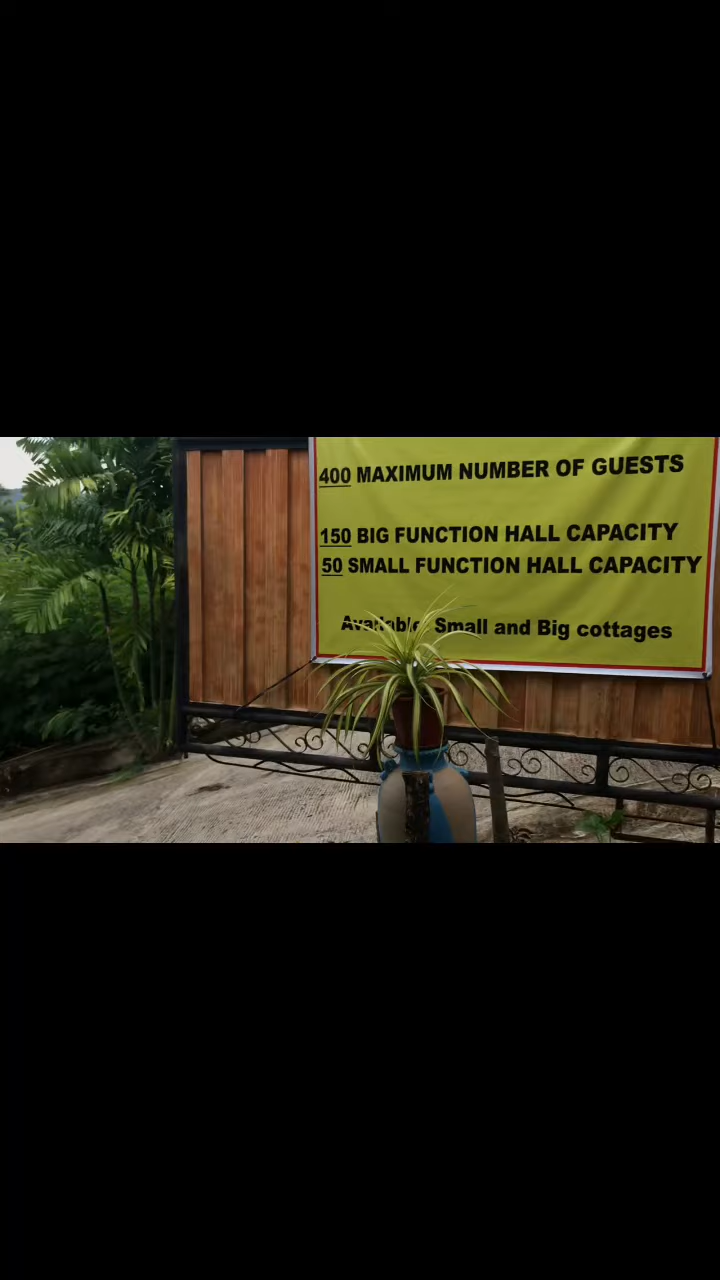 400 MAXIMUM NUMBER OF GUESTS
150 BIG FUNCTION HALL CAPACITY
50 SMALL FUNCTION HALL CAPACITY
Available Small and Big cottages